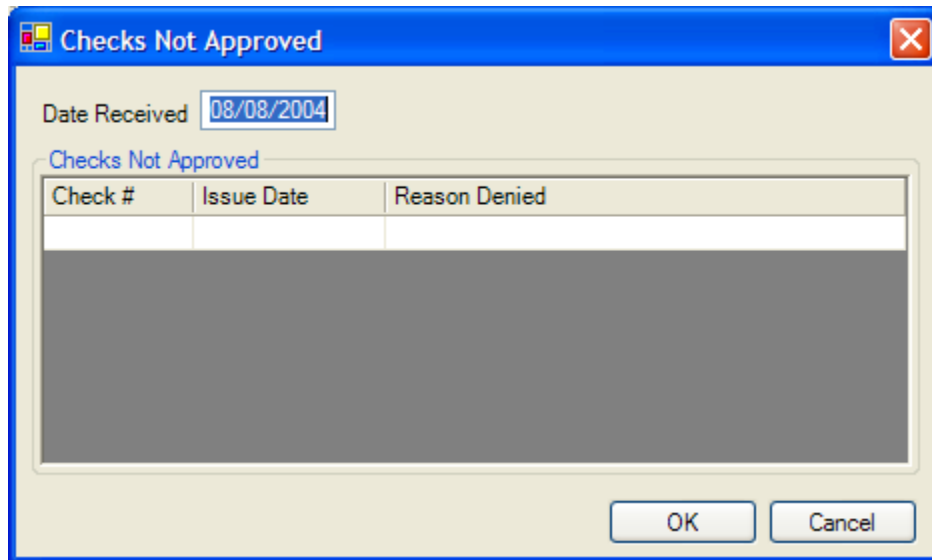 Checks Not Approved
Date Received 08/08/2004
Checks Not Approved
Check # Issue Date Reason Denied
OK Cancel